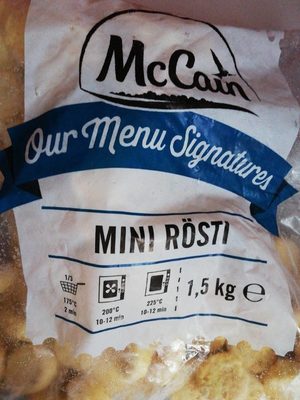 McCain
Our Menu Signatures
MINI RÖSTI
1/3
175°C
2 min
200°C
10-12 min
225°C
10-12 min
1,5 kg ℮